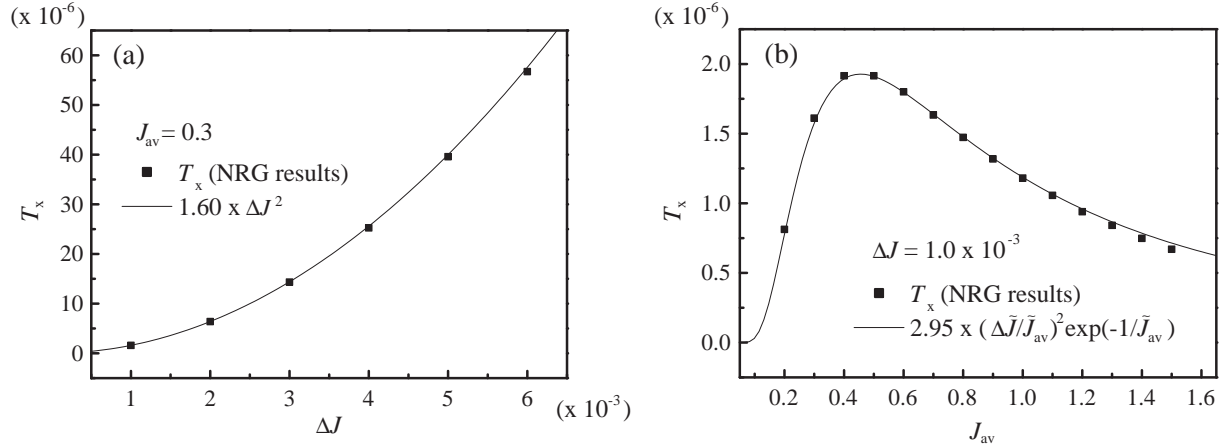 (x 10⁻⁶)
(a)
60
50
40
30
20
10
0
T_x
J_av = 0.3
T_x (NRG results)
1.60 x ΔJ²
1 2 3 4 5 6
(x 10⁻³)
ΔJ
(x 10⁻⁶)
(b)
2.0
1.5
1.0
0.5
0.0
T_x
ΔJ = 1.0 x 10⁻³
T_x (NRG results)
2.95 x (ΔJ̃/J̃_av)² exp(-1/J̃_av)
0.2 0.4 0.6 0.8 1.0 1.2 1.4 1.6
J_av